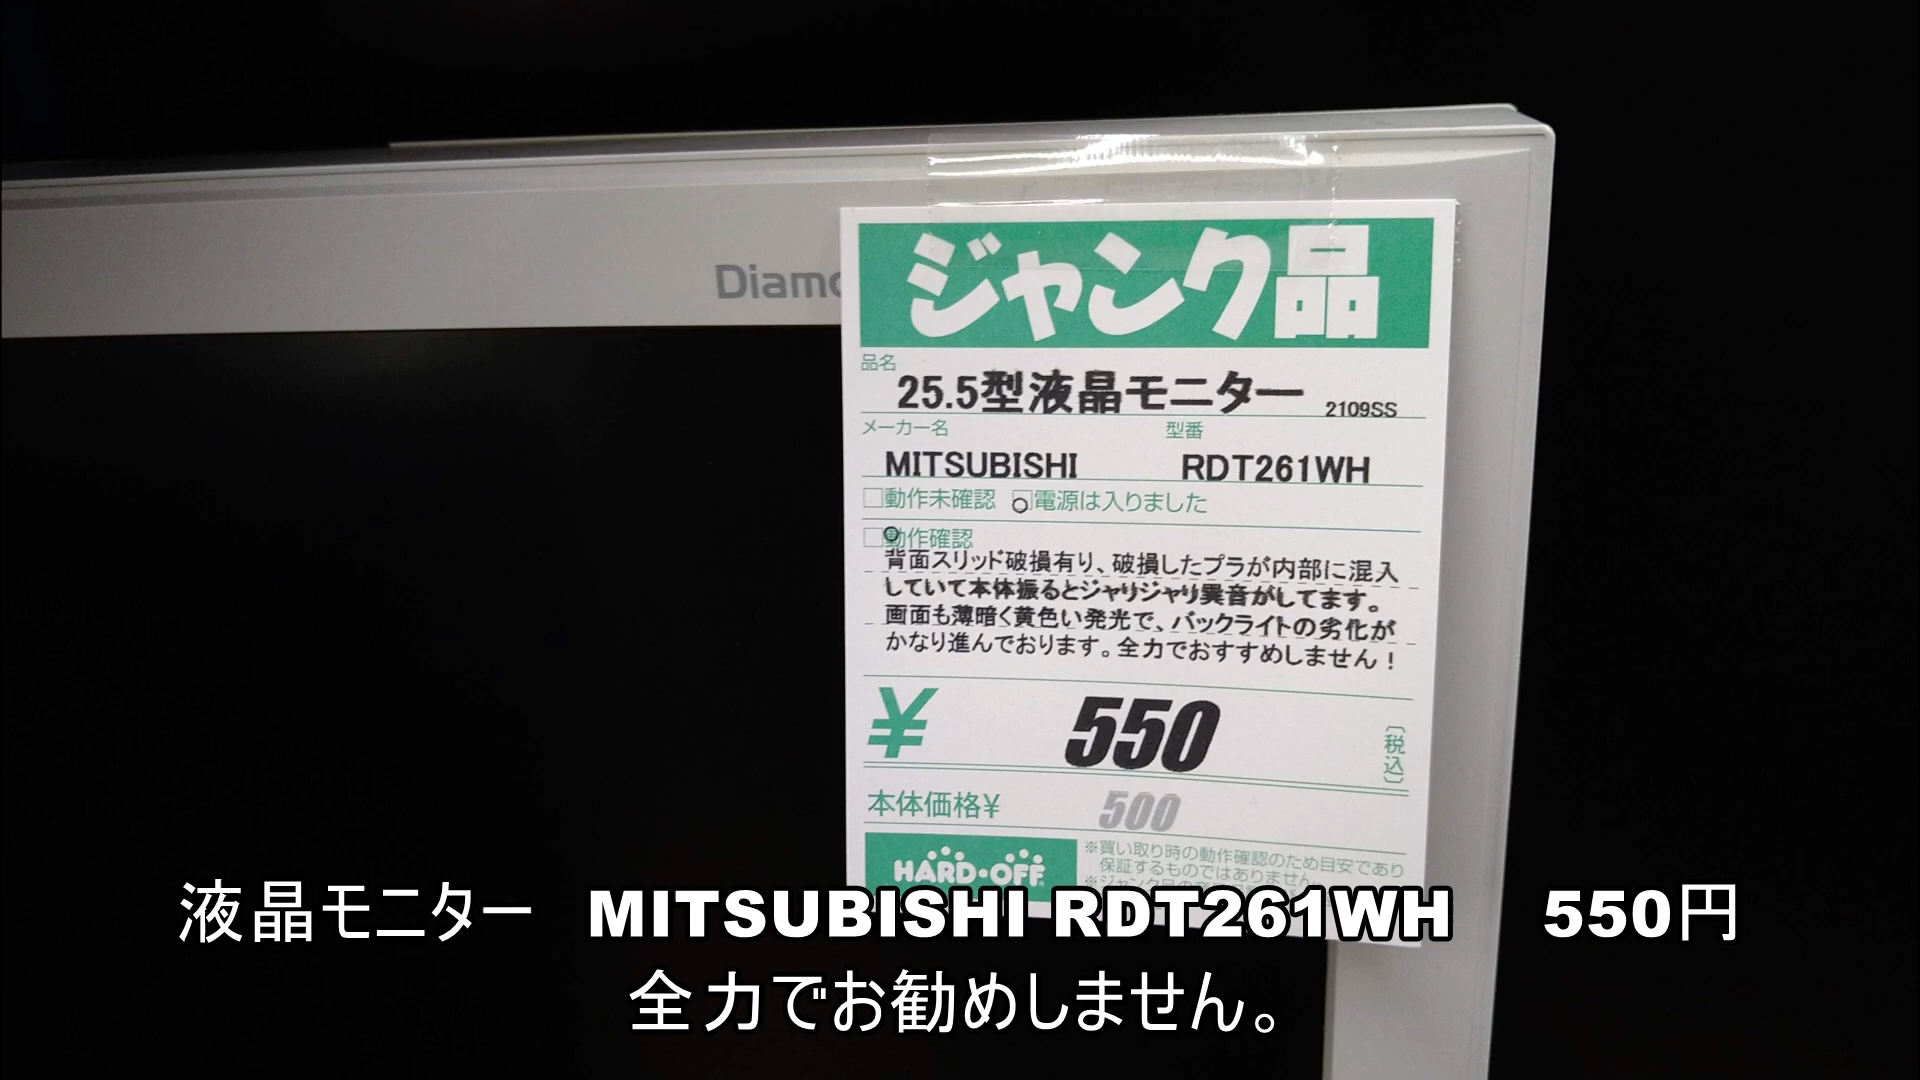 Diamo
ジャンク品
品名
25.5型液晶モニター 2109SS
メーカー名 型番
MITSUBISHI RDT261WH
□動作未確認 □電源は入りました
□動作確認
背面スリッド破損有り、破損したプラが内部に混入
していて本体振るとジャリジャリ異音がしてます。
画面も薄暗く黄色い発光で、バックライトの劣化が
かなり進んでおります。全力でおすすめしません!
¥ 550 〔税込〕
本体価格¥ 500
HARD・OFF
※買い取り時の動作確認のため目安であり
保証するものではありません。
液晶モニター MITSUBISHI RDT261WH 550円
全力でお勧めしません。